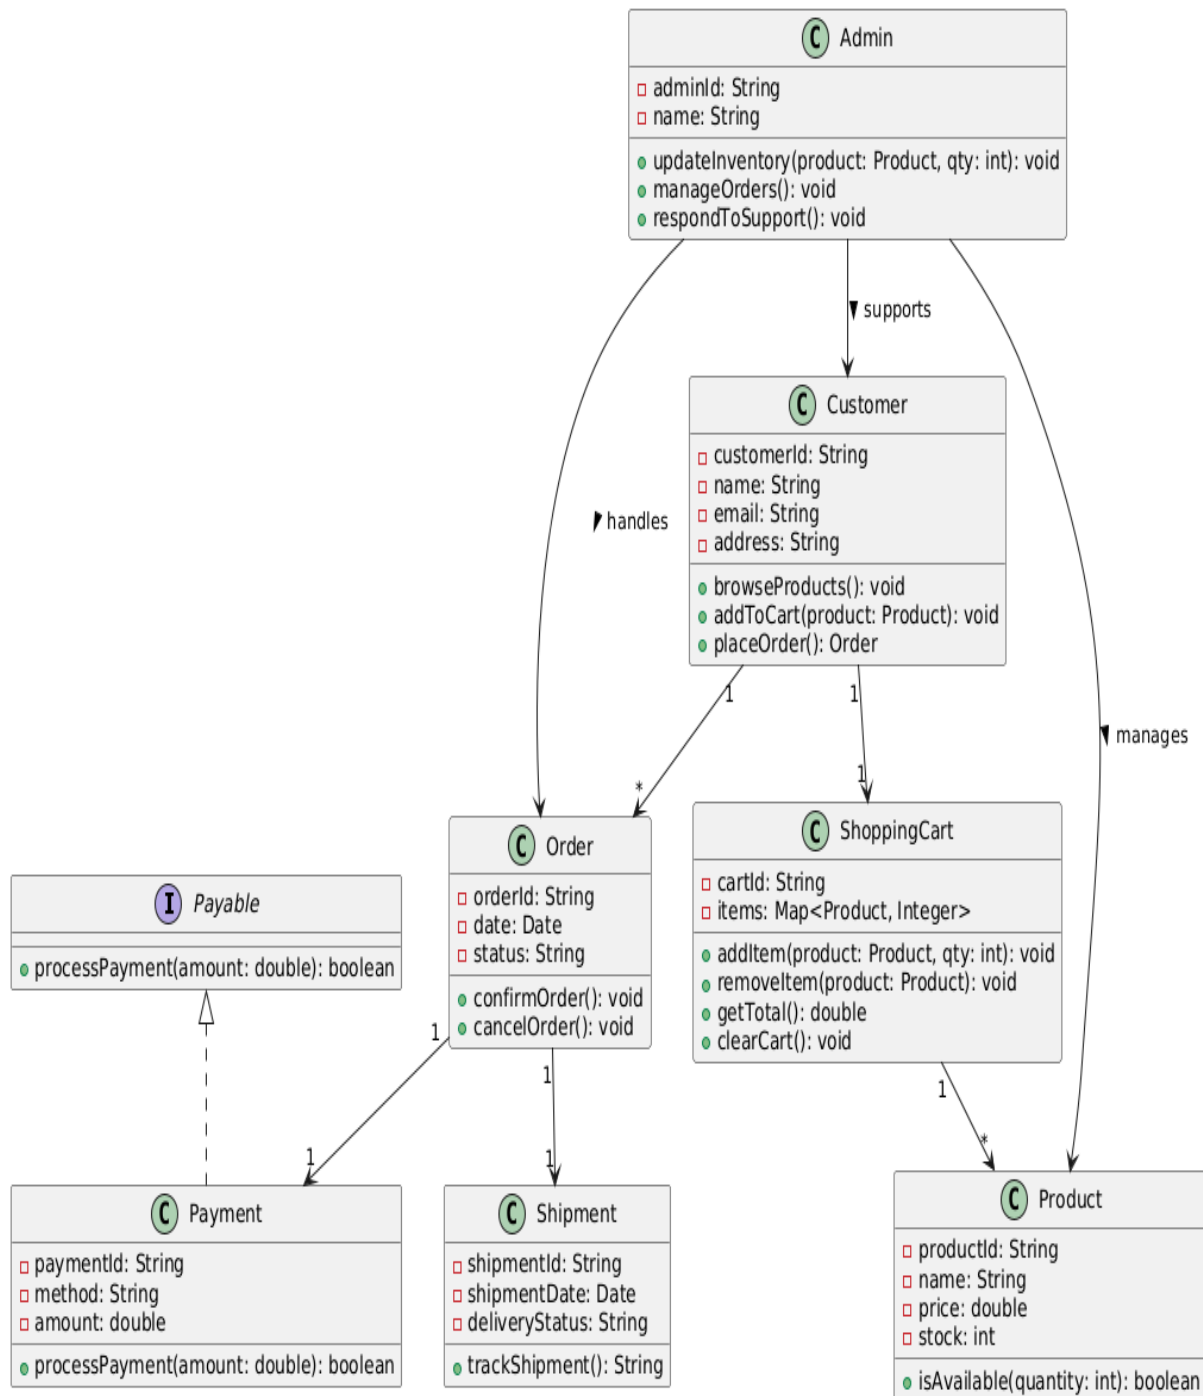 C Admin
adminId: String
name: String
updateInventory(product: Product, qty: int): void
manageOrders(): void
respondToSupport(): void
supports
C Customer
customerId: String
name: String
email: String
address: String
browseProducts(): void
addToCart(product: Product): void
placeOrder(): Order
handles
manages
1
*
1
1
C Order
orderId: String
date: Date
status: String
confirmOrder(): void
cancelOrder(): void
C ShoppingCart
cartId: String
items: Map<Product, Integer>
addItem(product: Product, qty: int): void
removeItem(product: Product): void
getTotal(): double
clearCart(): void
I Payable
processPayment(amount: double): boolean
1
1
1
1
1
*
C Payment
paymentId: String
method: String
amount: double
processPayment(amount: double): boolean
C Shipment
shipmentId: String
shipmentDate: Date
deliveryStatus: String
trackShipment(): String
C Product
productId: String
name: String
price: double
stock: int
isAvailable(quantity: int): boolean